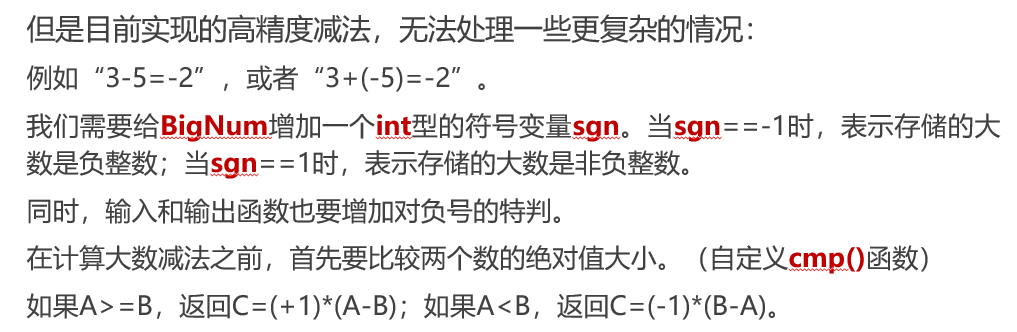 但是目前实现的高精度减法，无法处理一些更复杂的情况：
例如“3-5=-2”，或者“3+(-5)=-2”。
我们需要给BigNum增加一个int型的符号变量sgn。当sgn==-1时，表示存储的大
数是负整数；当sgn==1时，表示存储的大数是非负整数。
同时，输入和输出函数也要增加对负号的特判。
在计算大数减法之前，首先要比较两个数的绝对值大小。（自定义cmp()函数）
如果A>=B，返回C=(+1)*(A-B)；如果A<B，返回C=(-1)*(B-A)。